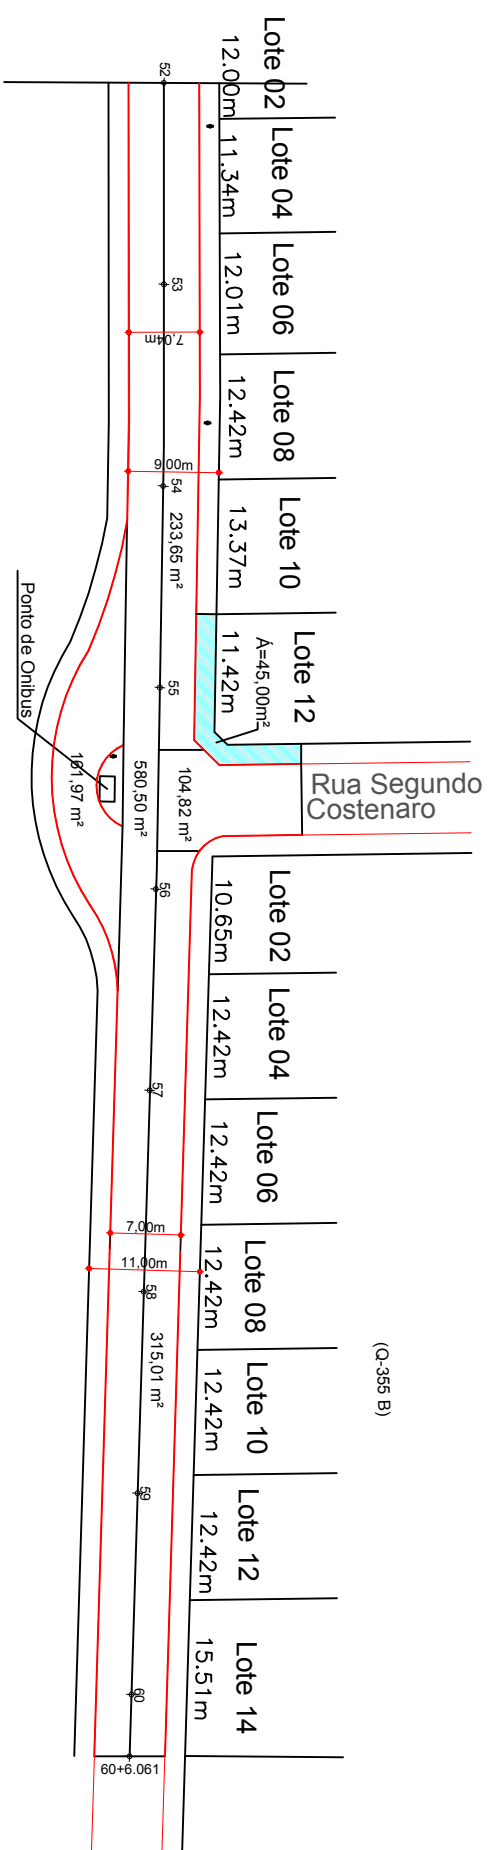 Lote 02
12.00m
52
Lote 04
11.34m
Lote 06
12.01m
53
7,04m
Lote 08
12.42m
9,00m
54
Lote 10
13.37m
233,65 m²
Lote 12
Á=45,00m²
11.42m
55
Ponto de Onibus
161,97 m²
580,50 m²
104,82 m²
Rua Segundo
Costenaro
56
Lote 02
10.65m
Lote 04
12.42m
57
Lote 06
12.42m
7,00m
11,00m
58
Lote 08
12.42m
315,01 m²
Lote 10
12.42m
(Q-355 B)
59
Lote 12
12.42m
Lote 14
15.51m
60
60+6.061